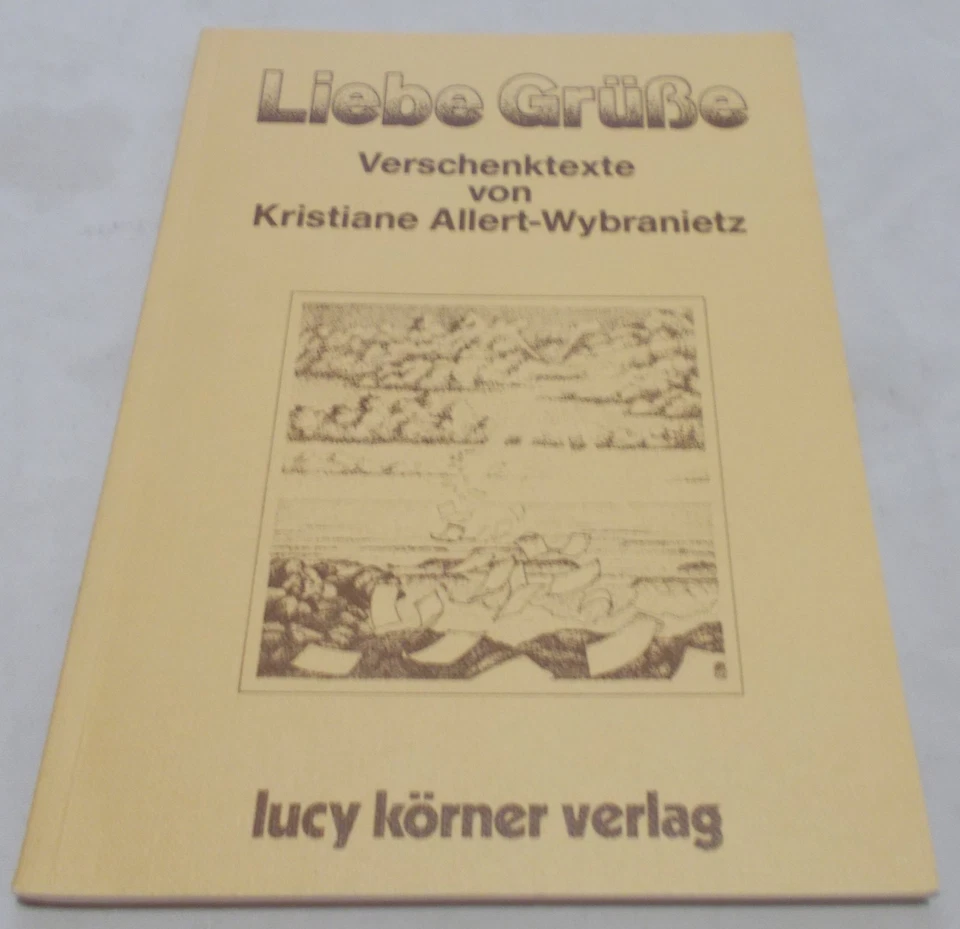 Liebe Grüße
Verschenktexte
von
Kristiane Allert-Wybranietz
lucy körner verlag